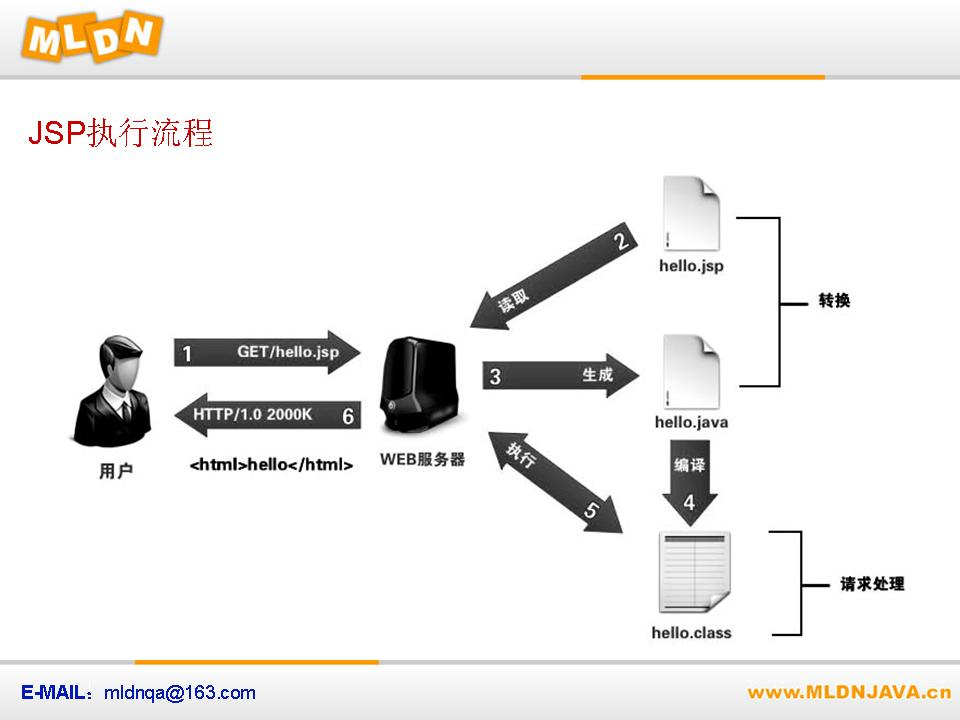 MLDN
JSP执行流程
hello.jsp
2
读取
转换
1 GET/hello.jsp
3 生成
HTTP/1.0 2000K 6
hello.java
<html>hello</html>
WEB服务器
用户
执行
5
编译
4
请求处理
hello.class
E-MAIL：mldnqa@163.com
www.MLDNJAVA.cn